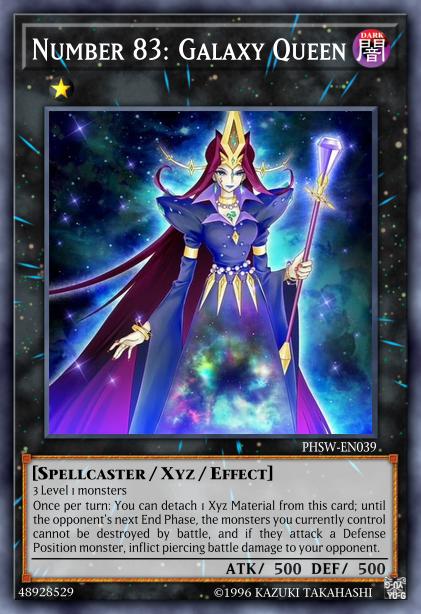 Number 83: Galaxy Queen
DARK
闇
PHSW-EN039
[Spellcaster / Xyz / Effect]
3 Level 1 monsters
Once per turn: You can detach 1 Xyz Material from this card; until
the opponent's next End Phase, the monsters you currently control
cannot be destroyed by battle, and if they attack a Defense
Position monster, inflict piercing battle damage to your opponent.
ATK/ 500 DEF/ 500
48928529
©1996 KAZUKI TAKAHASHI